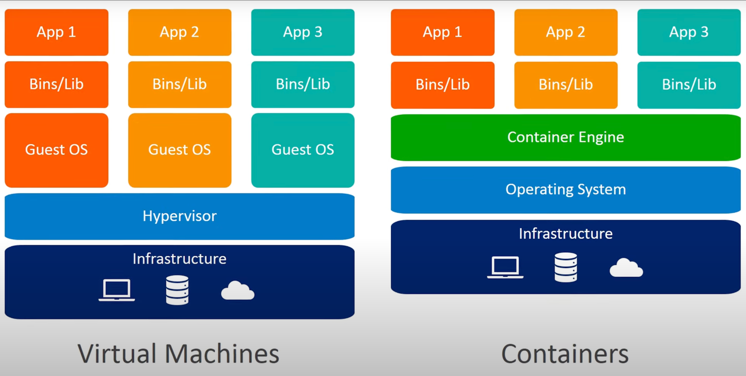 App 1
App 2
App 3
Bins/Lib
Bins/Lib
Bins/Lib
Guest OS
Guest OS
Guest OS
Hypervisor
Infrastructure
Virtual Machines
App 1
App 2
App 3
Bins/Lib
Bins/Lib
Bins/Lib
Container Engine
Operating System
Infrastructure
Containers